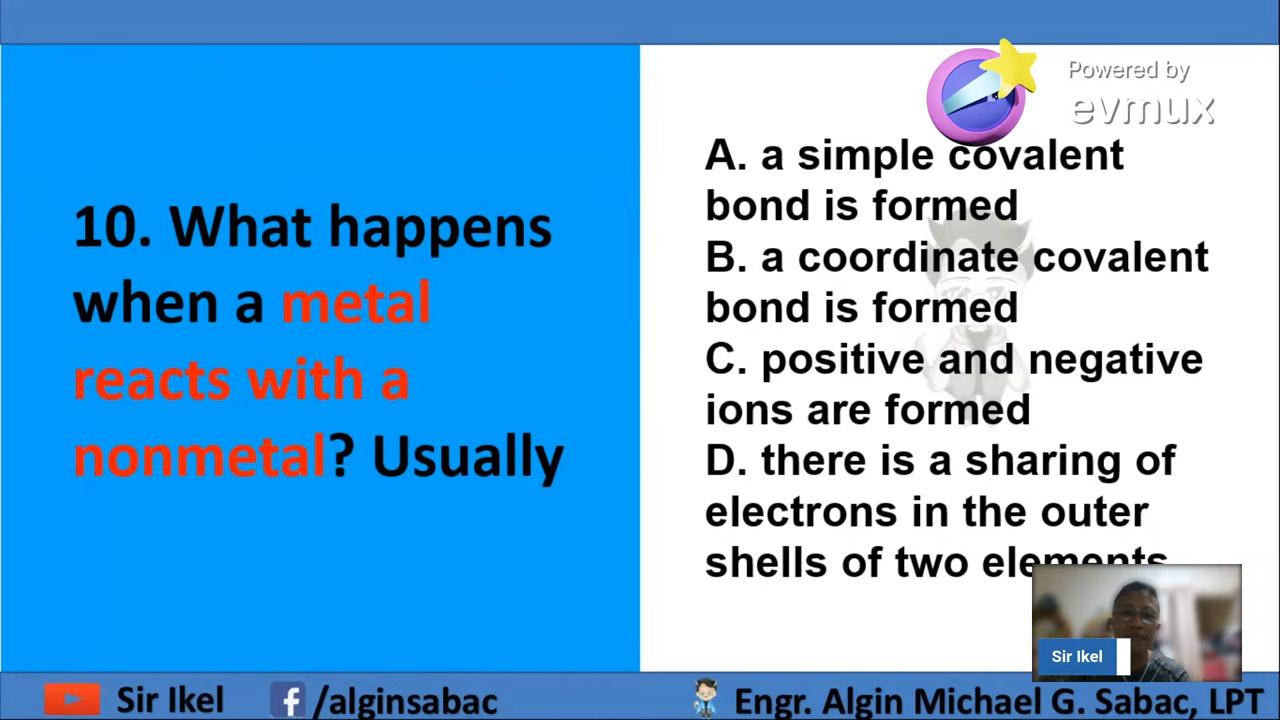 Powered by
evmux
10. What happens
when a metal
reacts with a
nonmetal? Usually
A. a simple covalent
bond is formed
B. a coordinate covalent
bond is formed
C. positive and negative
ions are formed
D. there is a sharing of
electrons in the outer
shells of two elements
Sir Ikel
Sir Ikel
/alginsabac
Engr. Algin Michael G. Sabac, LPT